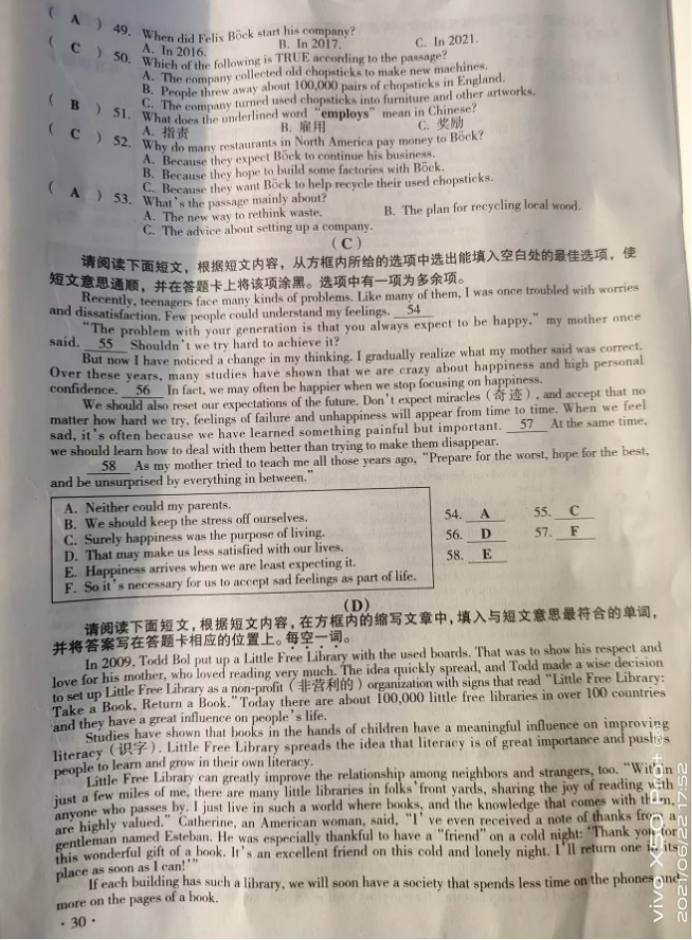 ( A ) 49. When did Felix Böck start his company?
A. In 2016. B. In 2017. C. In 2021.
( C ) 50. Which of the following is TRUE according to the passage?
A. The company collected old chopsticks to make new machines.
B. People threw away about 100,000 pairs of chopsticks in England.
C. The company turned used chopsticks into furniture and other artworks.
( B ) 51. What does the underlined word "employs" mean in Chinese?
A. 指责 B. 雇用 C. 奖励
( C ) 52. Why do many restaurants in North America pay money to Böck?
A. Because they expect Böck to continue his business.
B. Because they hope to build some factories with Böck.
C. Because they want Böck to help recycle their used chopsticks.
( A ) 53. What's the passage mainly about?
A. The new way to rethink waste. B. The plan for recycling local wood.
C. The advice about setting up a company.
(C)
请阅读下面短文，根据短文内容，从方框内所给的选项中选出能填入空白处的最佳选项，使
短文意思通顺，并在答题卡上将该项涂黑。选项中有一项为多余项。
Recently, teenagers face many kinds of problems. Like many of them, I was once troubled with worries
and dissatisfaction. Few people could understand my feelings. 54
"The problem with your generation is that you always expect to be happy," my mother once
said. 55 Shouldn't we try hard to achieve it?
But now I have noticed a change in my thinking. I gradually realize what my mother said was correct.
Over these years, many studies have shown that we are crazy about happiness and high personal
confidence. 56 In fact, we may often be happier when we stop focusing on happiness.
We should also reset our expectations of the future. Don't expect miracles（奇迹）, and accept that no
matter how hard we try, feelings of failure and unhappiness will appear from time to time. When we feel
sad, it's often because we have learned something painful but important. 57 At the same time,
we should learn how to deal with them better than trying to make them disappear.
58 As my mother tried to teach me all those years ago, "Prepare for the worst, hope for the best,
and be unsurprised by everything in between."
A. Neither could my parents.
B. We should keep the stress off ourselves.
C. Surely happiness was the purpose of living.
D. That may make us less satisfied with our lives.
E. Happiness arrives when we are least expecting it.
F. So it's necessary for us to accept sad feelings as part of life.
54. A 55. C
56. D 57. F
58. E
(D)
请阅读下面短文，根据短文内容，在方框内的缩写文章中，填入与短文意思最符合的单词，
并将答案写在答题卡相应的位置上。每空一词。
In 2009, Todd Bol put up a Little Free Library with the used boards. That was to show his respect and
love for his mother, who loved reading very much. The idea quickly spread, and Todd made a wise decision
to set up Little Free Library as a non-profit（非营利的）organization with signs that read "Little Free Library:
Take a Book, Return a Book." Today there are about 100,000 little free libraries in over 100 countries
and they have a great influence on people's life.
Studies have shown that books in the hands of children have a meaningful influence on improving
literacy（识字）. Little Free Library spreads the idea that literacy is of great importance and pushes
people to learn and grow in their own literacy.
Little Free Library can greatly improve the relationship among neighbors and strangers, too. "Within
just a few miles of me, there are many little libraries in folks' front yards, sharing the joy of reading with
anyone who passes by. I just live in such a world where books, and the knowledge that comes with them,
are highly valued." Catherine, an American woman, said, "I've even received a note of thanks from a
gentleman named Esteban. He was especially thankful to have a "friend" on a cold night: 'Thank you for
this wonderful gift of a book. It's an excellent friend on this cold and lonely night. I'll return one to its
place as soon as I can!'"
If each building has such a library, we will soon have a society that spends less time on the phones and
more on the pages of a book.
·30·
vivo X50 Pro+
2021/06/22 17:52